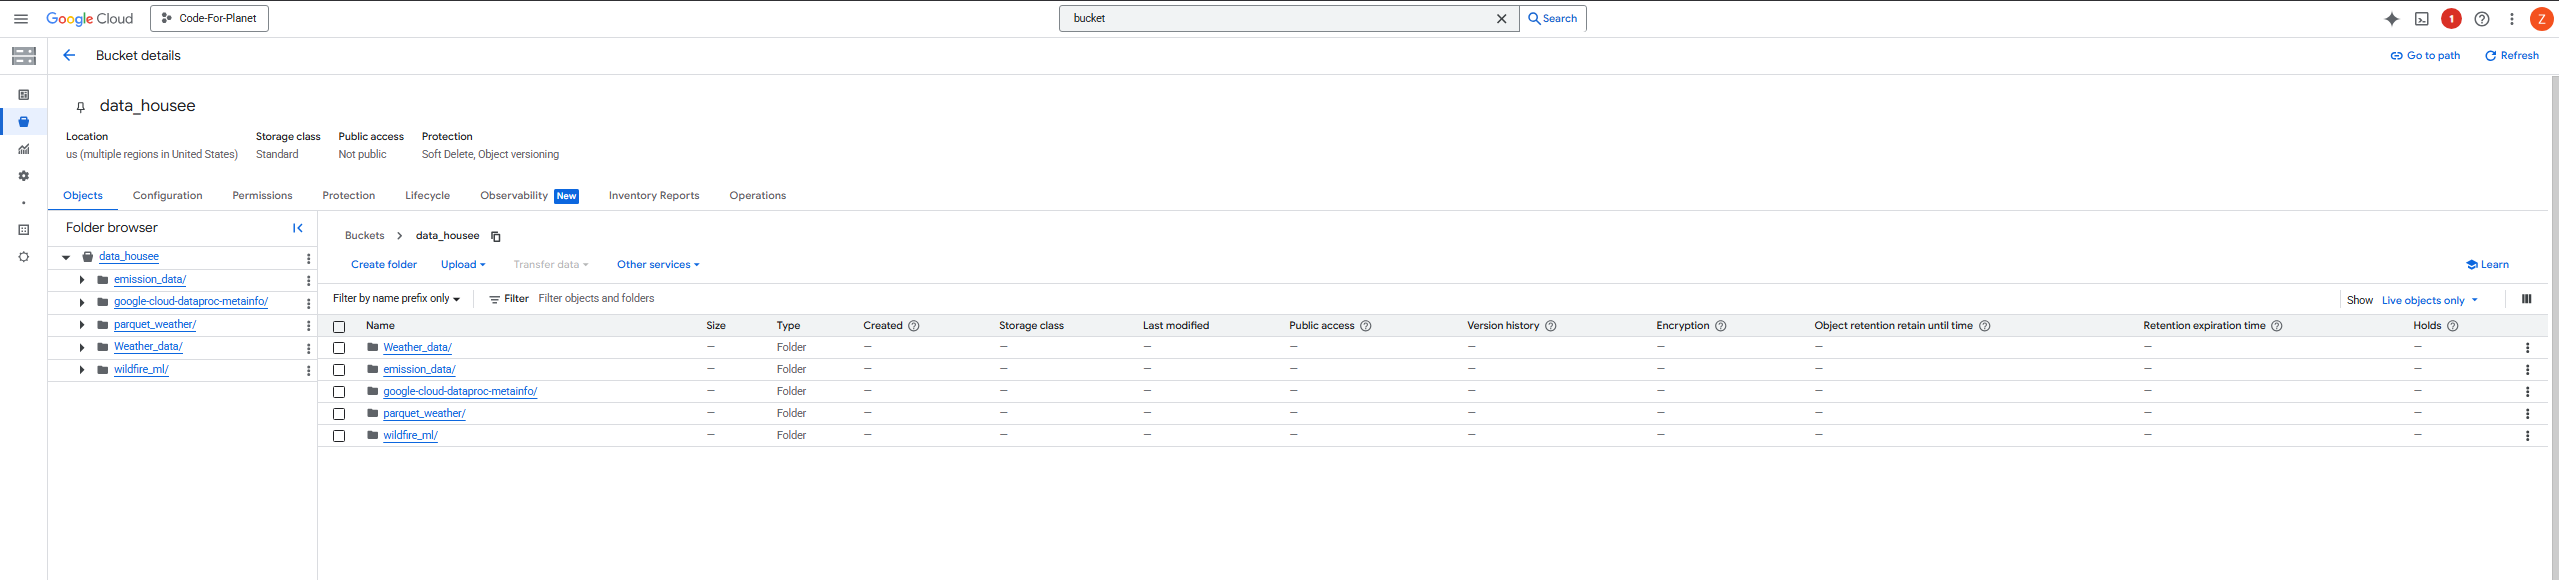 Google Cloud Code-For-Planet bucket Search 1 Z
Bucket details Go to path Refresh
data_housee
Location Storage class Public access Protection
us (multiple regions in United States) Standard Not public Soft Delete, Object versioning
Objects Configuration Permissions Protection Lifecycle Observability New Inventory Reports Operations
Folder browser
data_housee
emission_data/
google-cloud-dataproc-metainfo/
parquet_weather/
Weather_data/
wildfire_ml/
Buckets data_housee
Create folder Upload Transfer data Other services Learn
Filter by name prefix only Filter Filter objects and folders Show Live objects only
Name Size Type Created Storage class Last modified Public access Version history Encryption Object retention retain until time Retention expiration time Holds
Weather_data/ — Folder — — — — — — — — —
emission_data/ — Folder — — — — — — — — —
google-cloud-dataproc-metainfo/ — Folder — — — — — — — — —
parquet_weather/ — Folder — — — — — — — — —
wildfire_ml/ — Folder — — — — — — — — —